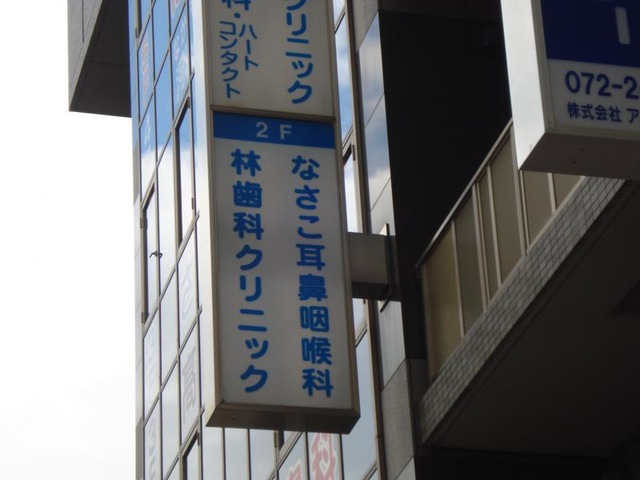 クリニック
科・ハート
コンタクト
2F
なさこ耳鼻咽喉科
林歯科クリニック
072-2
株式会社 ア